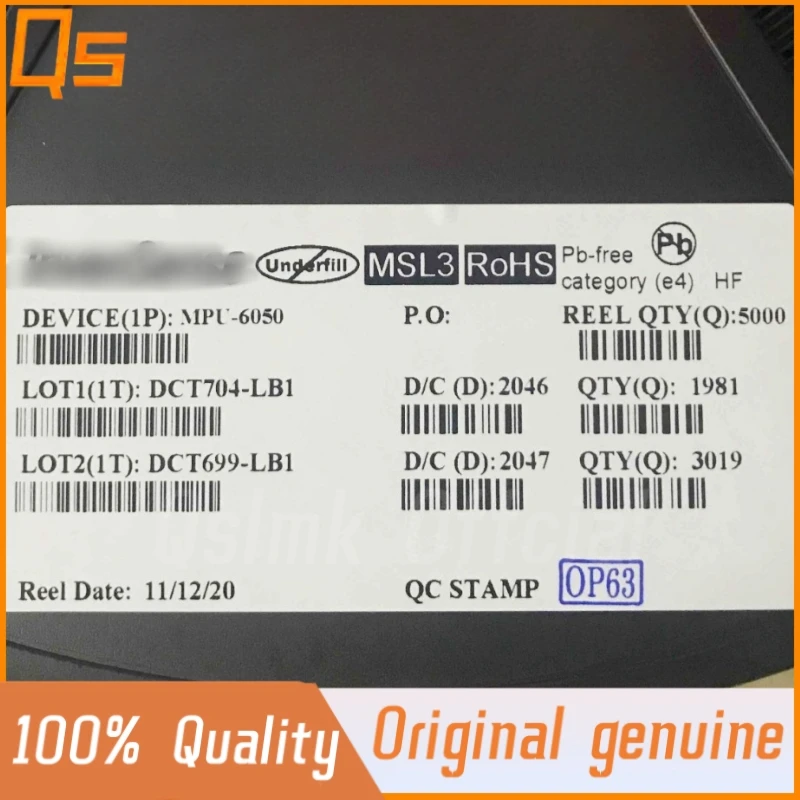 Qs
Underfill MSL3 RoHS Pb-free Pb
category (e4) HF
DEVICE(1P): MPU-6050 P.O: REEL QTY(Q):5000
LOT1(1T): DCT704-LB1 D/C (D):2046 QTY(Q): 1981
LOT2(1T): DCT699-LB1 D/C (D):2047 QTY(Q): 3019
Qslmk Official
Reel Date: 11/12/20 QC STAMP OP63
100% Quality Original genuine